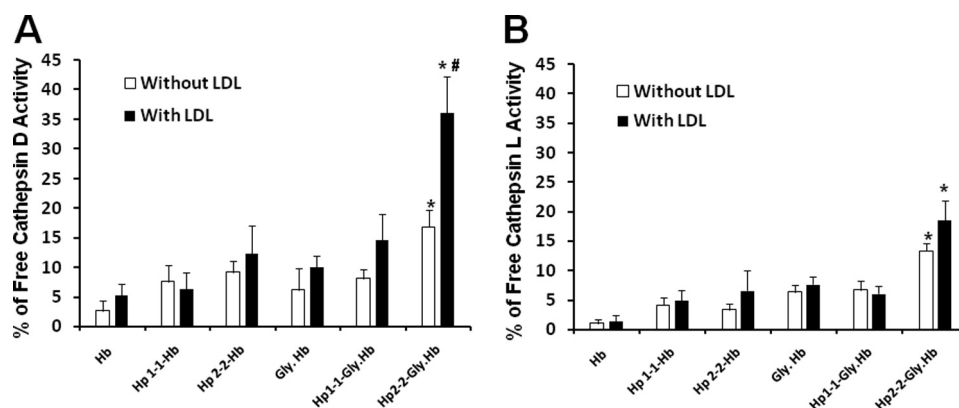 A
% of Free Cathepsin D Activity
45
40
35
30
25
20
15
10
5
0
Without LDL
With LDL
*
* #
Hb
Hp 1-1-Hb
Hp 2-2-Hb
Gly. Hb
Hp1-1-Gly.Hb
Hp2-2-Gly.Hb
B
% of Free Cathepsin L Activity
45
40
35
30
25
20
15
10
5
0
Without LDL
With LDL
*
*
Hb
Hp 1-1-Hb
Hp 2-2-Hb
Gly. Hb
Hp1-1-Gly.Hb
Hp2-2-Gly.Hb